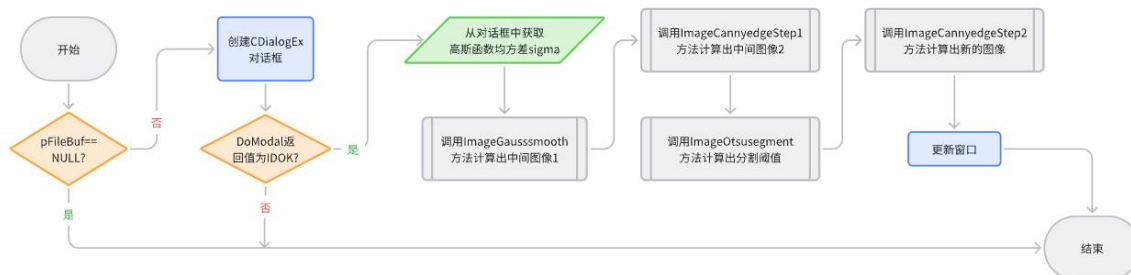 开始
pFileBuf==
NULL?
是
否
创建CDialogEx
对话框
DoModal返
回值为IDOK?
否
是
从对话框中获取
高斯函数均方差sigma
调用ImageGausssmooth
方法计算出中间图像1
调用ImageCannyedgeStep1
方法计算出中间图像2
调用ImageOtsusegment
方法计算出分割阈值
调用ImageCannyedgeStep2
方法计算出新的图像
更新窗口
结束